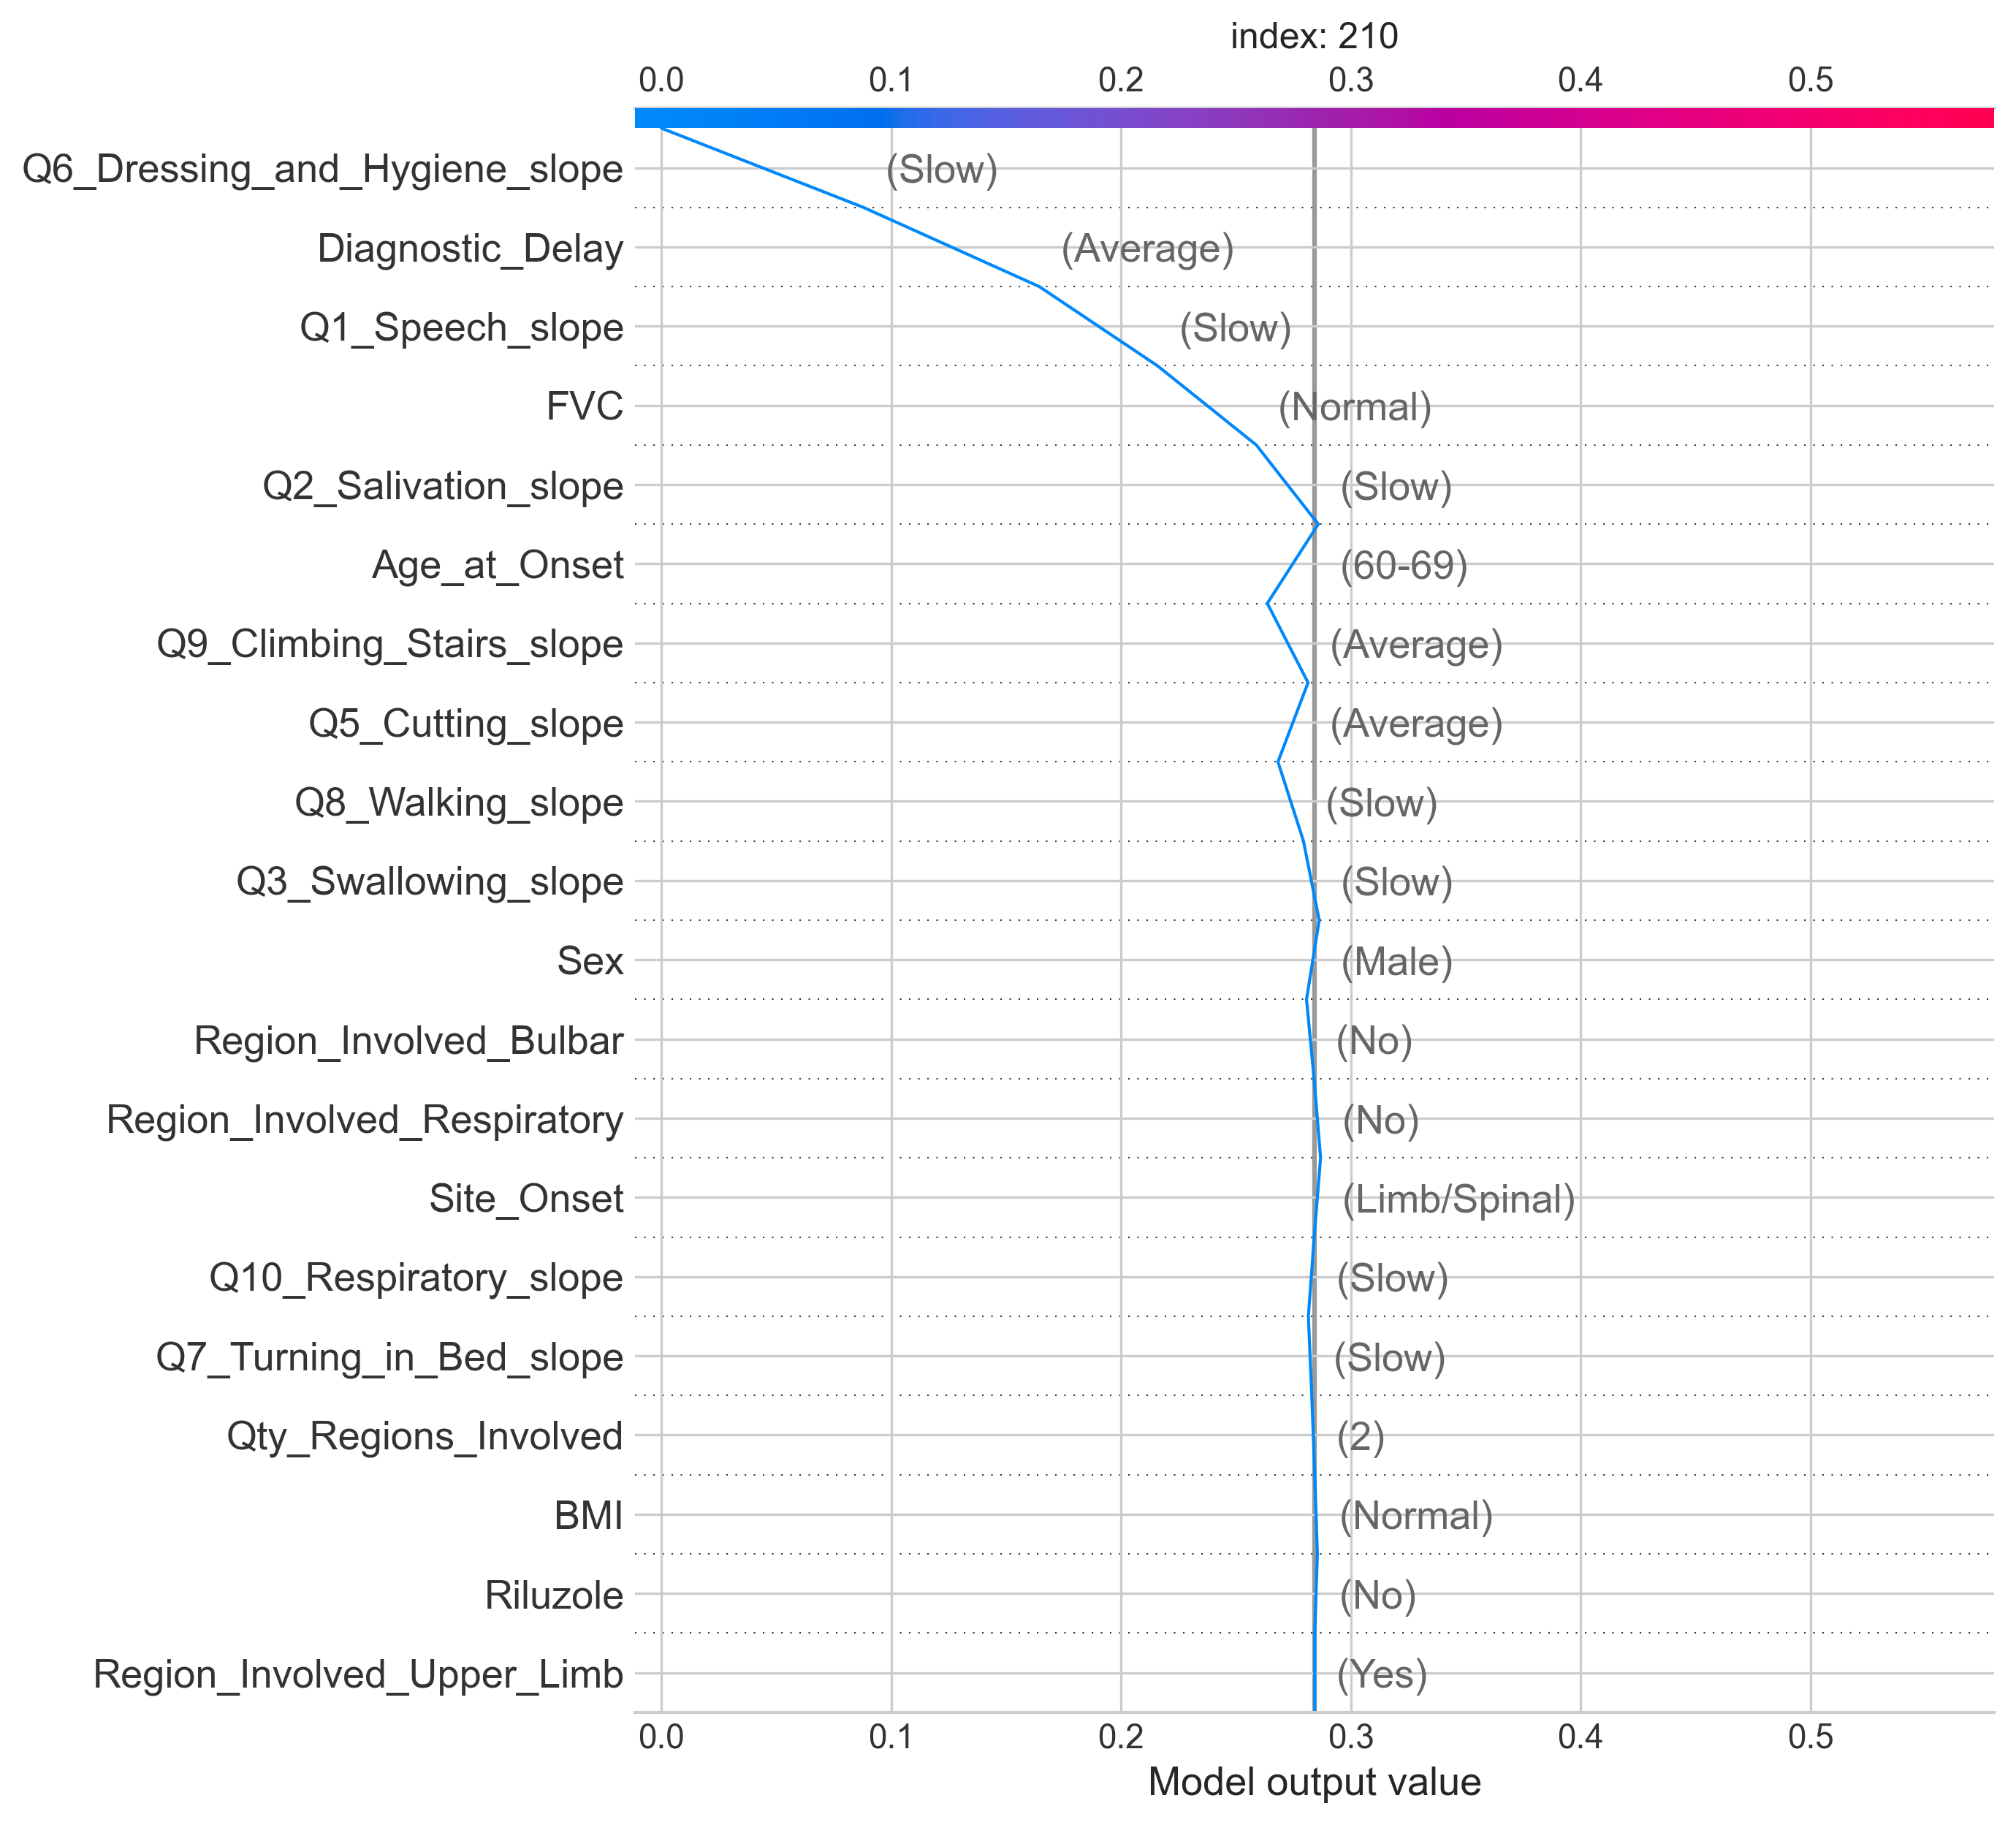 index: 210
0.0 0.1 0.2 0.3 0.4 0.5
Q6_Dressing_and_Hygiene_slope (Slow)
Diagnostic_Delay (Average)
Q1_Speech_slope (Slow)
FVC (Normal)
Q2_Salivation_slope (Slow)
Age_at_Onset (60-69)
Q9_Climbing_Stairs_slope (Average)
Q5_Cutting_slope (Average)
Q8_Walking_slope (Slow)
Q3_Swallowing_slope (Slow)
Sex (Male)
Region_Involved_Bulbar (No)
Region_Involved_Respiratory (No)
Site_Onset (Limb/Spinal)
Q10_Respiratory_slope (Slow)
Q7_Turning_in_Bed_slope (Slow)
Qty_Regions_Involved (2)
BMI (Normal)
Riluzole (No)
Region_Involved_Upper_Limb (Yes)
0.0 0.1 0.2 0.3 0.4 0.5
Model output value